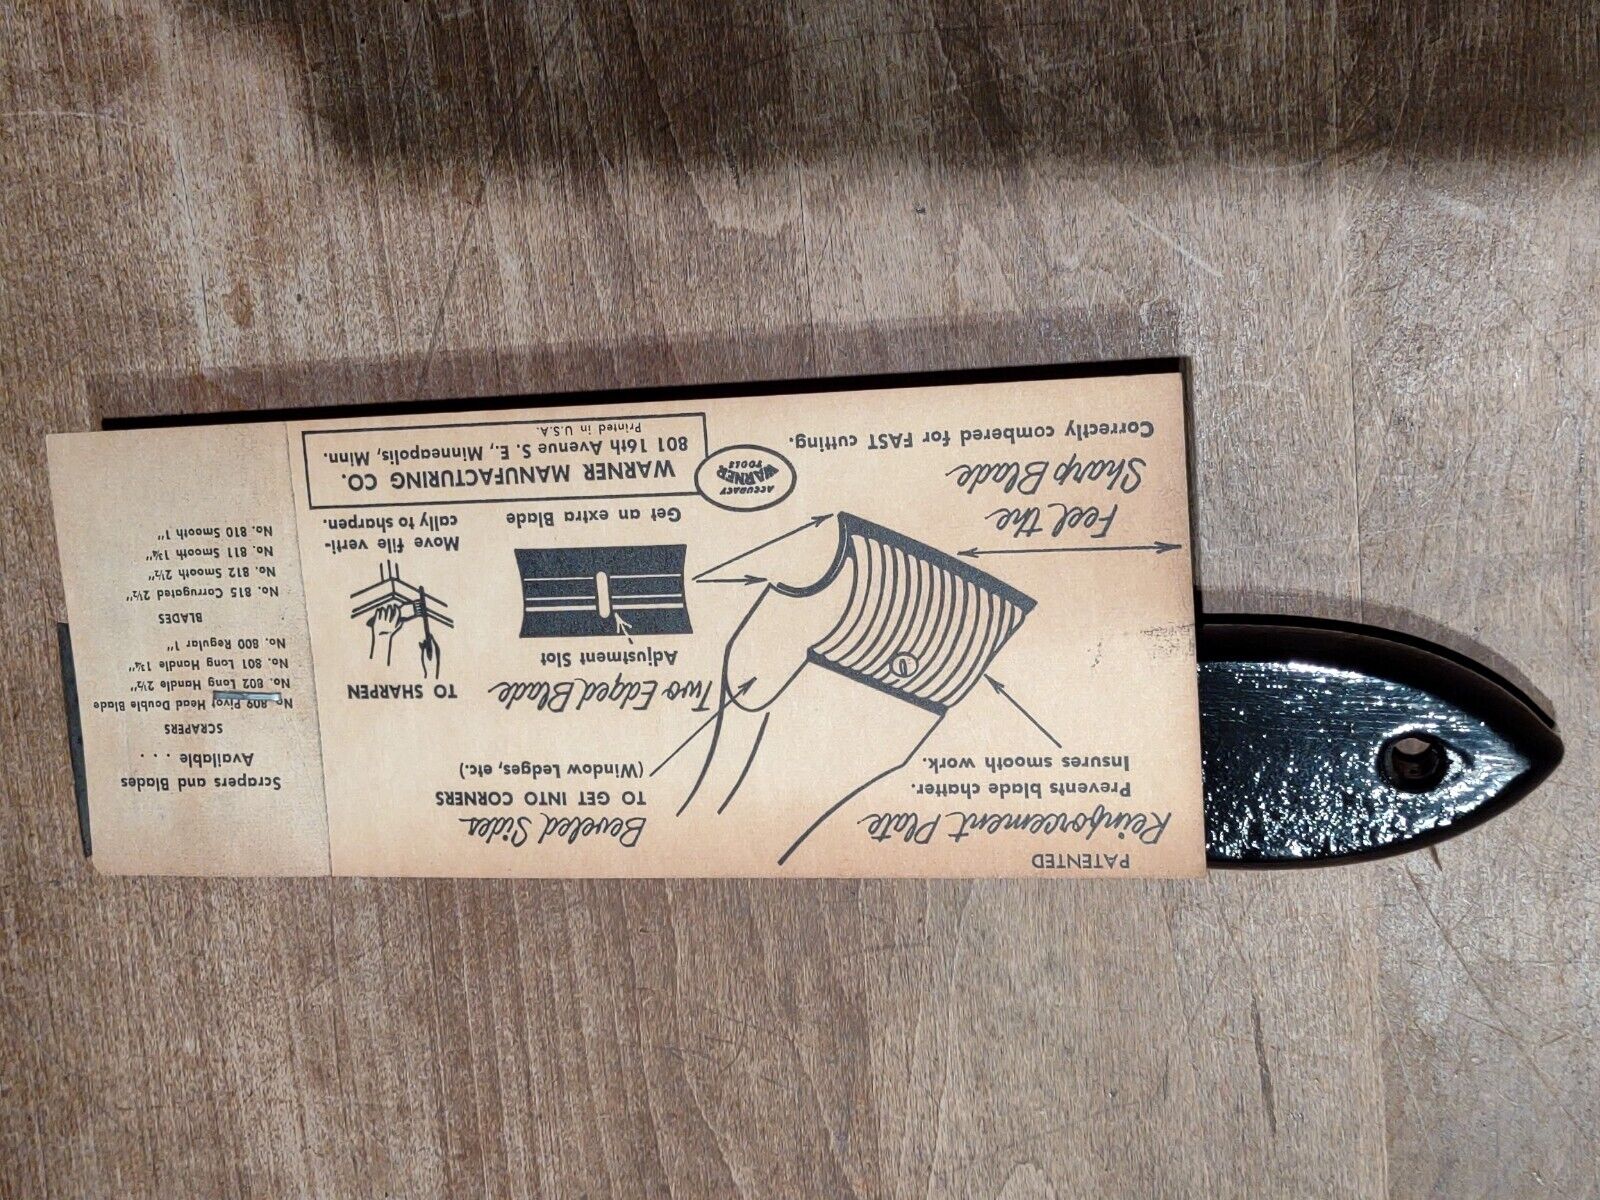 PATENTED
Reinforcement Plate
Prevents blade chatter.
Insures smooth work.
Beveled Sides
TO GET INTO CORNERS
(Window Ledges, etc.)
Feel the
Sharp Blade
Correctly combered for FAST cutting.
Two Edged Blade
Adjustment Slot
Get an extra Blade
TO SHARPEN
Move file verti-
cally to sharpen.
ACCURACY
WARNER
TOOLS
WARNER MANUFACTURING CO.
801 16th Avenue S. E., Minneapolis, Minn.
Printed in U.S.A.
Scrapers and Blades
Available . . .
SCRAPERS
No. 809 Pivot Head Double Blade
No. 802 Long Handle 2½"
No. 801 Long Handle 1¾"
No. 800 Regular 1"
BLADES
No. 815 Corrugated 2½"
No. 812 Smooth 2½"
No. 811 Smooth 1¾"
No. 810 Smooth 1"